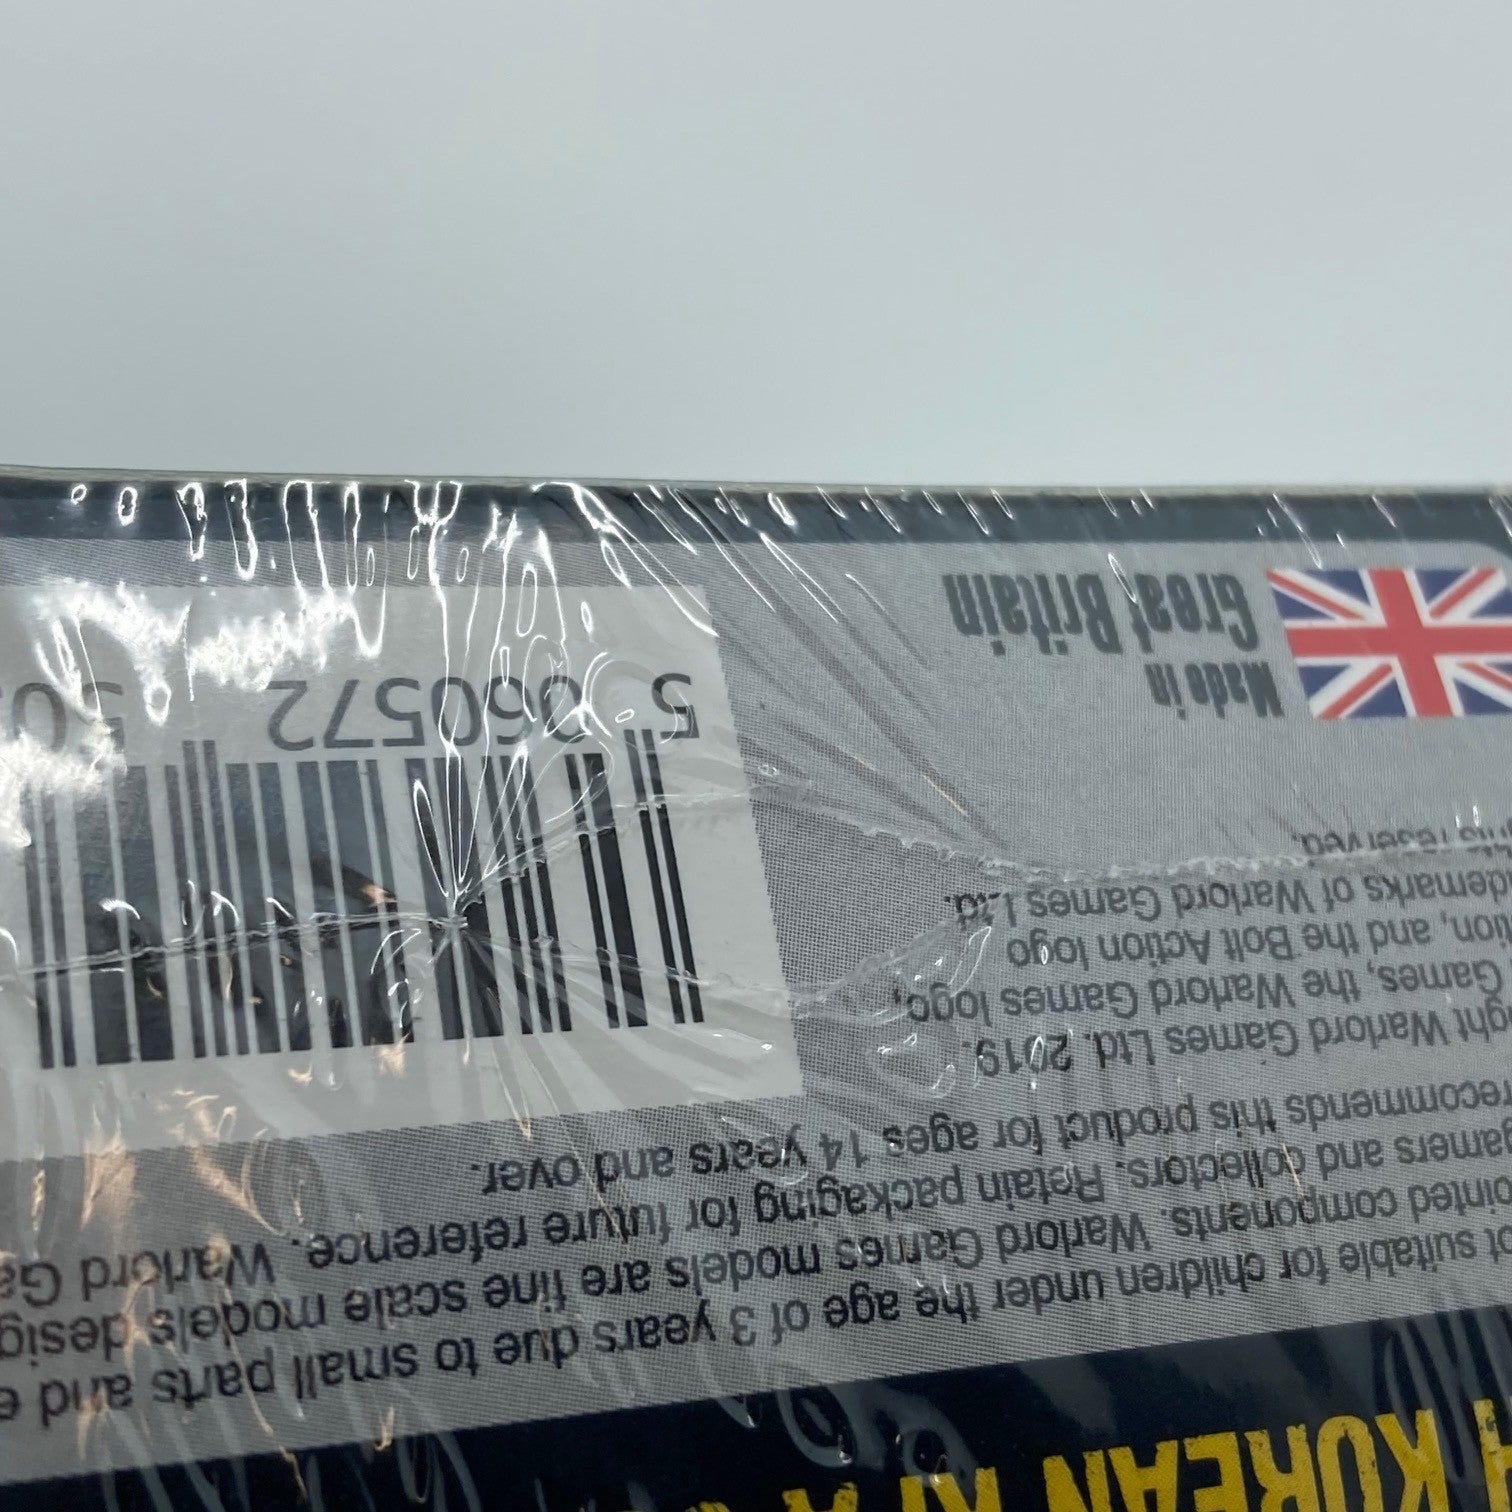 KOREAN
suitable for children under the age of 3 years due to small parts and
pointed components. Warlord Games models are fine scale models
gamers and collectors. Retain packaging for future reference. Warlord
recommends this product for ages 14 years and over.
Warlord Games Ltd. 2019.
Games, the Warlord Games logo,
and the Bolt Action logo
Warlord Games Ltd.
reserved.
Made in
Great Britain
5 060572 50